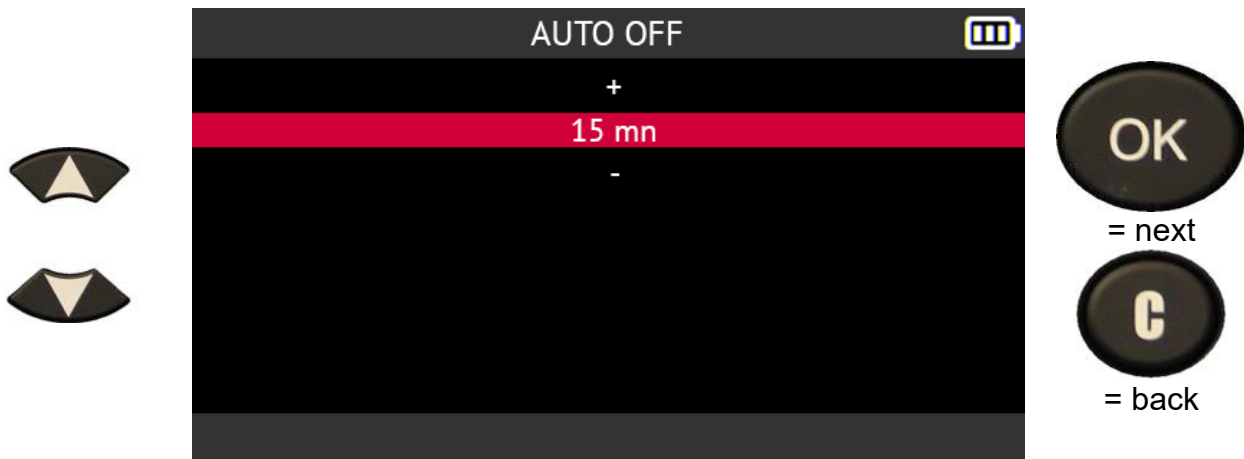 AUTO OFF
+
15 mn
-
OK
= next
C
= back